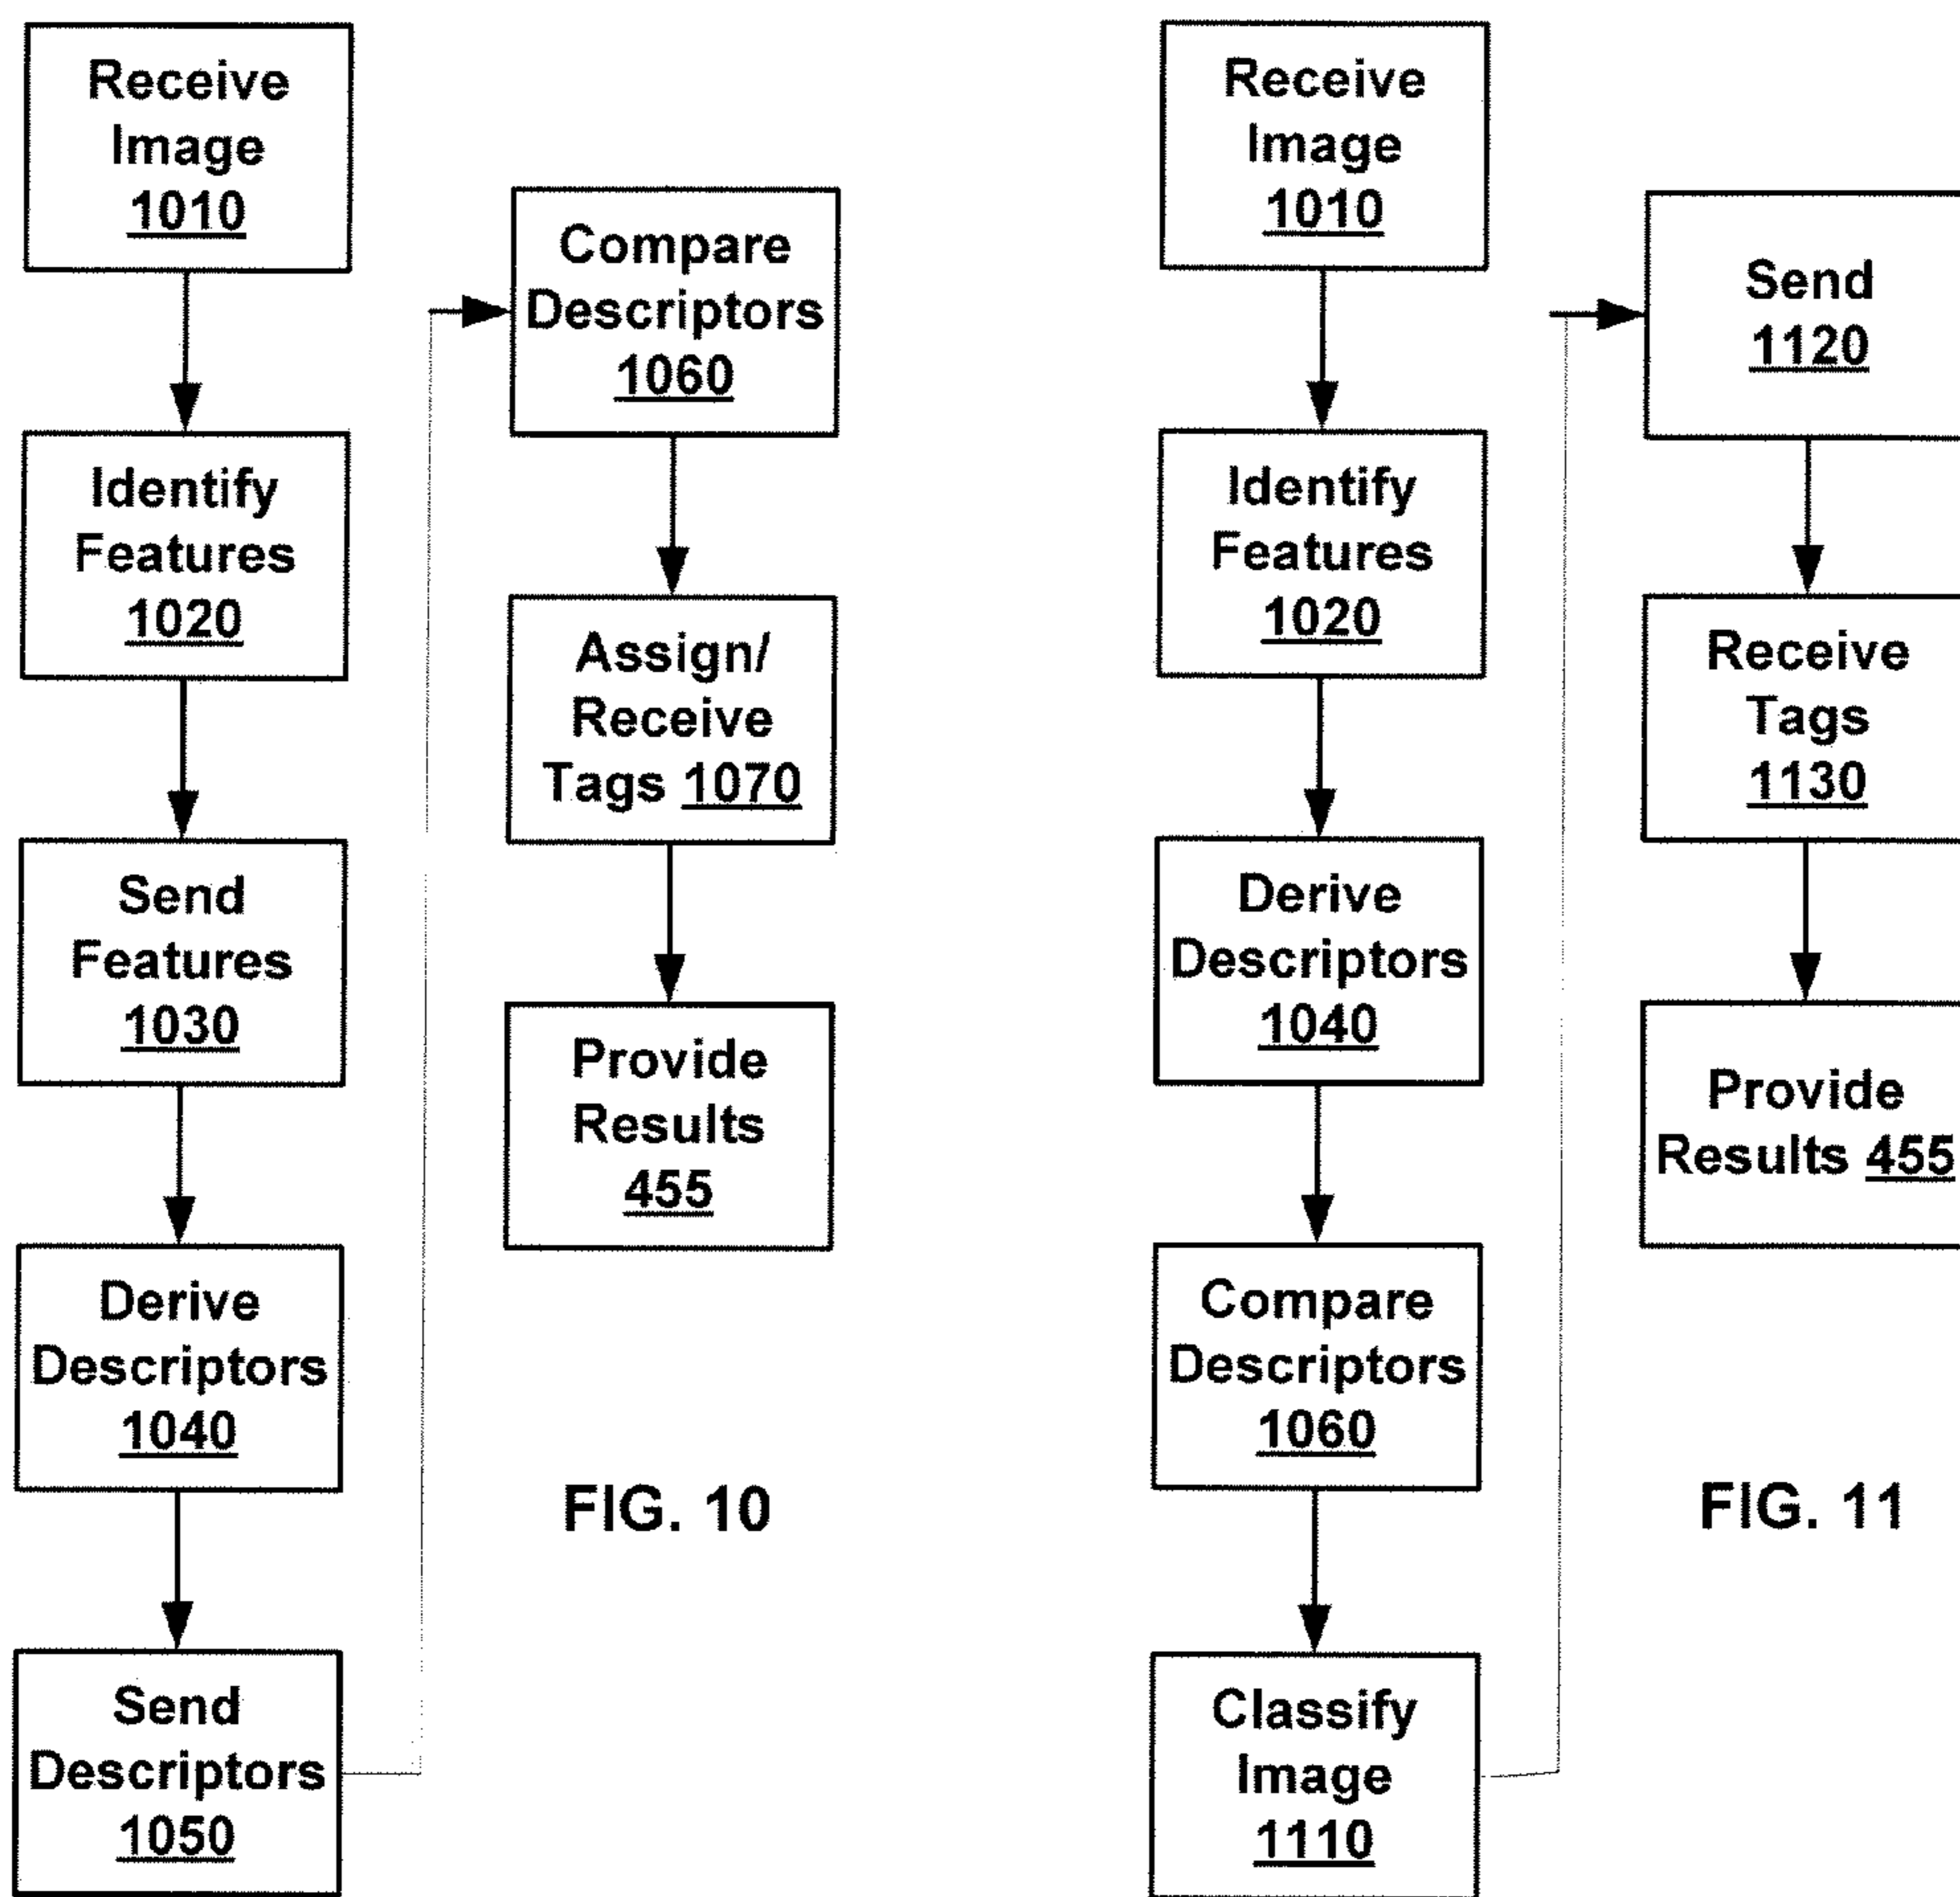 Receive
Image
1010
Identify
Features
1020
Send
Features
1030
Derive
Descriptors
1040
Send
Descriptors
1050
Compare
Descriptors
1060
Assign/
Receive
Tags 1070
Provide
Results
455
FIG. 10
Receive
Image
1010
Identify
Features
1020
Derive
Descriptors
1040
Compare
Descriptors
1060
Classify
Image
1110
Send
1120
Receive
Tags
1130
Provide
Results 455
FIG. 11